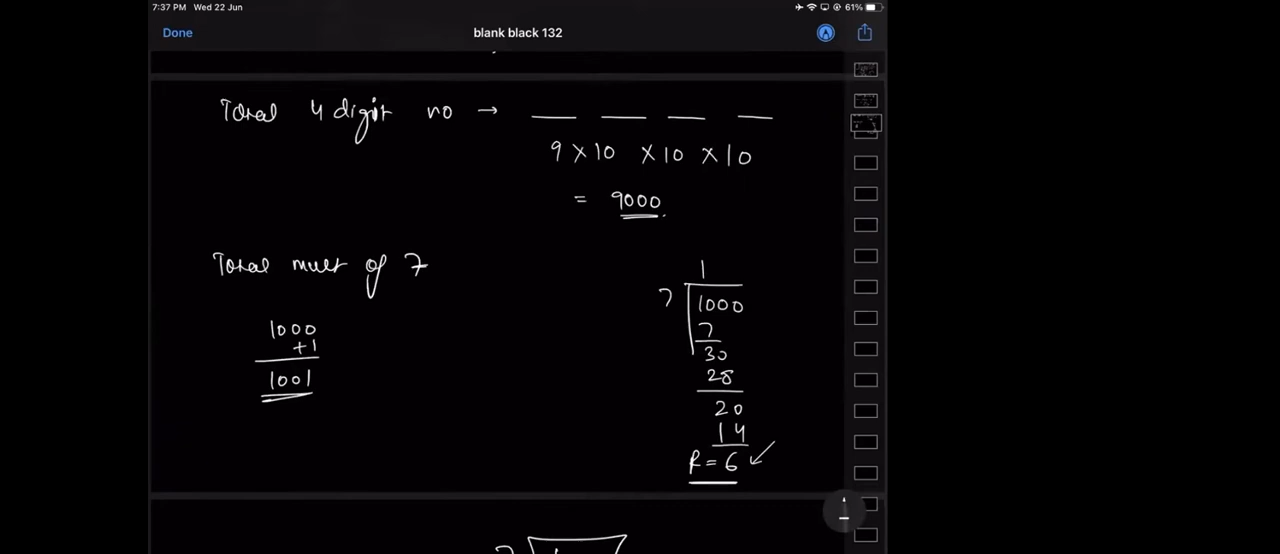 7:37 PM Wed 22 Jun
61%
Done
blank black 132
Total 4 digit no →
9 × 10 × 10 × 10
= 9000
Total mult of 7
1000
+1
1001
1
7 1000
7
30
28
20
14
R = 6 ✓